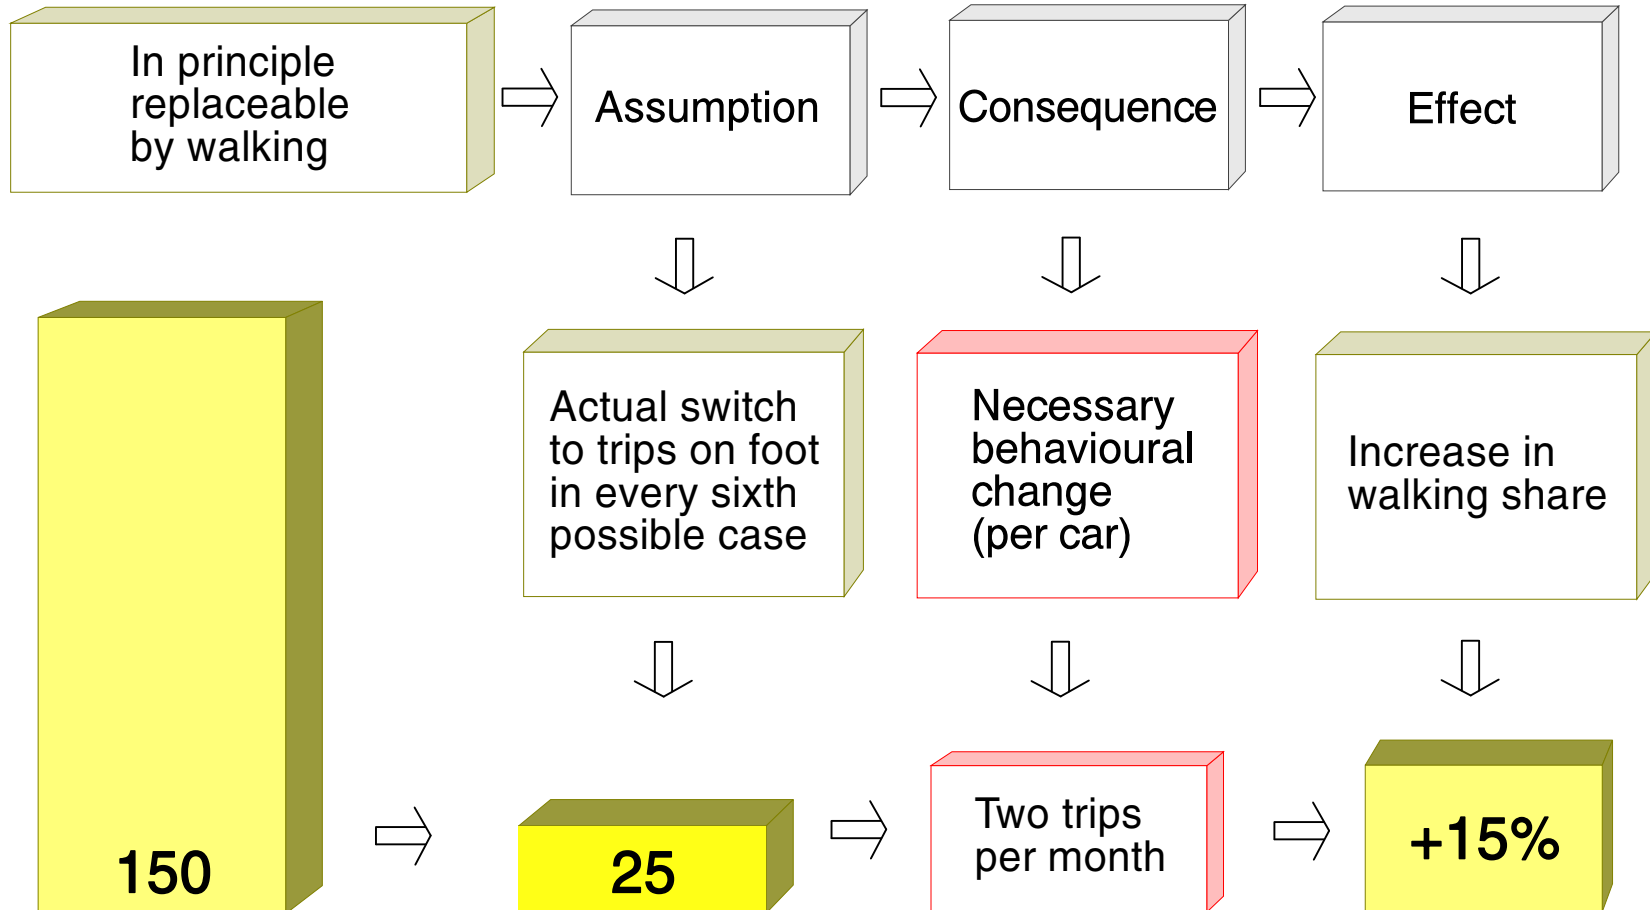 In principle
replaceable
by walking
Assumption
Consequence
Effect
Actual switch
to trips on foot
in every sixth
possible case
Necessary
behavioural
change
(per car)
Increase in
walking share
150
25
Two trips
per month
+15%